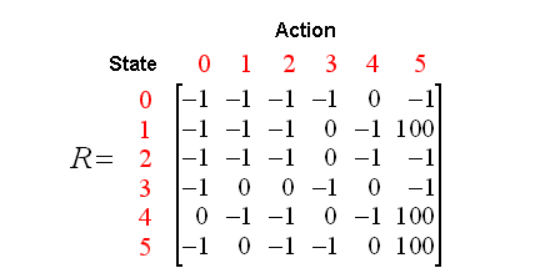 Action
State 0 1 2 3 4 5
0 −1 −1 −1 −1 0 −1
1 −1 −1 −1 0 −1 100
R= 2 −1 −1 −1 0 −1 −1
3 −1 0 0 −1 0 −1
4 0 −1 −1 0 −1 100
5 −1 0 −1 −1 0 100